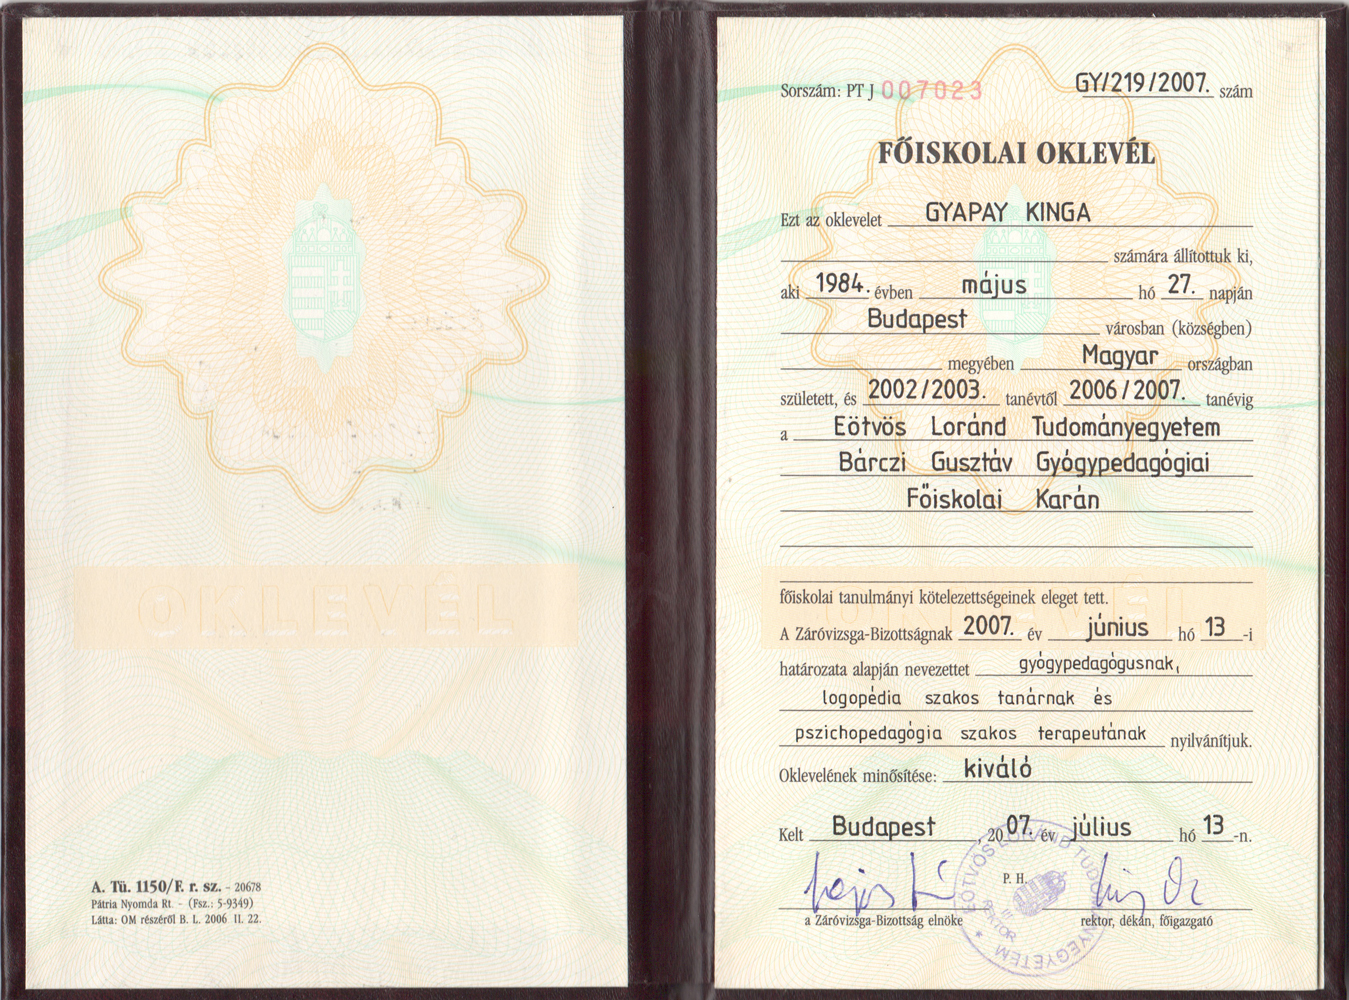 OKLEVÉL
A. Tü. 1150/F. r. sz. – 20678
Pátria Nyomda Rt. – (Fsz.: 5-9349)
Látta: OM részéről B. L. 2006 II. 22.
Sorszám: PT J 007023 GY/219/2007. szám
FŐISKOLAI OKLEVÉL
Ezt az oklevelet GYAPAY KINGA
számára állítottuk ki,
aki 1984. évben május hó 27. napján
Budapest városban (községben)
megyében Magyar országban
született, és 2002/2003. tanévtől 2006/2007. tanévig
a Eötvös Loránd Tudományegyetem
Bárczi Gusztáv Gyógypedagógiai
Főiskolai Karán
főiskolai tanulmányi kötelezettségeinek eleget tett.
A Záróvizsga-Bizottságnak 2007. év június hó 13 -i
határozata alapján nevezettet gyógypedagógusnak,
logopédia szakos tanárnak és
pszichopedagógia szakos terapeutának nyilvánítjuk.
Oklevelének minősítése: kiváló
Kelt Budapest, 2007. év július hó 13 -n.
P. H.
a Záróvizsga-Bizottság elnöke rektor, dékán, főigazgató
EÖTVÖS LORÁND TUDOMÁNYEGYETEM
REKTOR